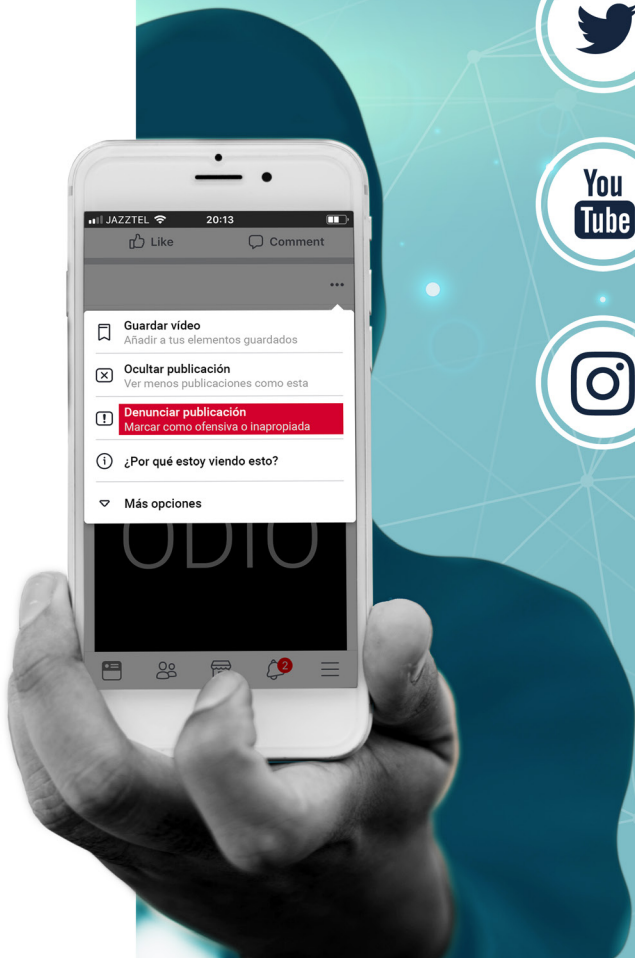 You
Tube
JAZZTEL 20:13
Like Comment
Guardar vídeo
Añadir a tus elementos guardados
Ocultar publicación
Ver menos publicaciones como esta
Denunciar publicación
Marcar como ofensiva o inapropiada
¿Por qué estoy viendo esto?
Más opciones
ODIO
2